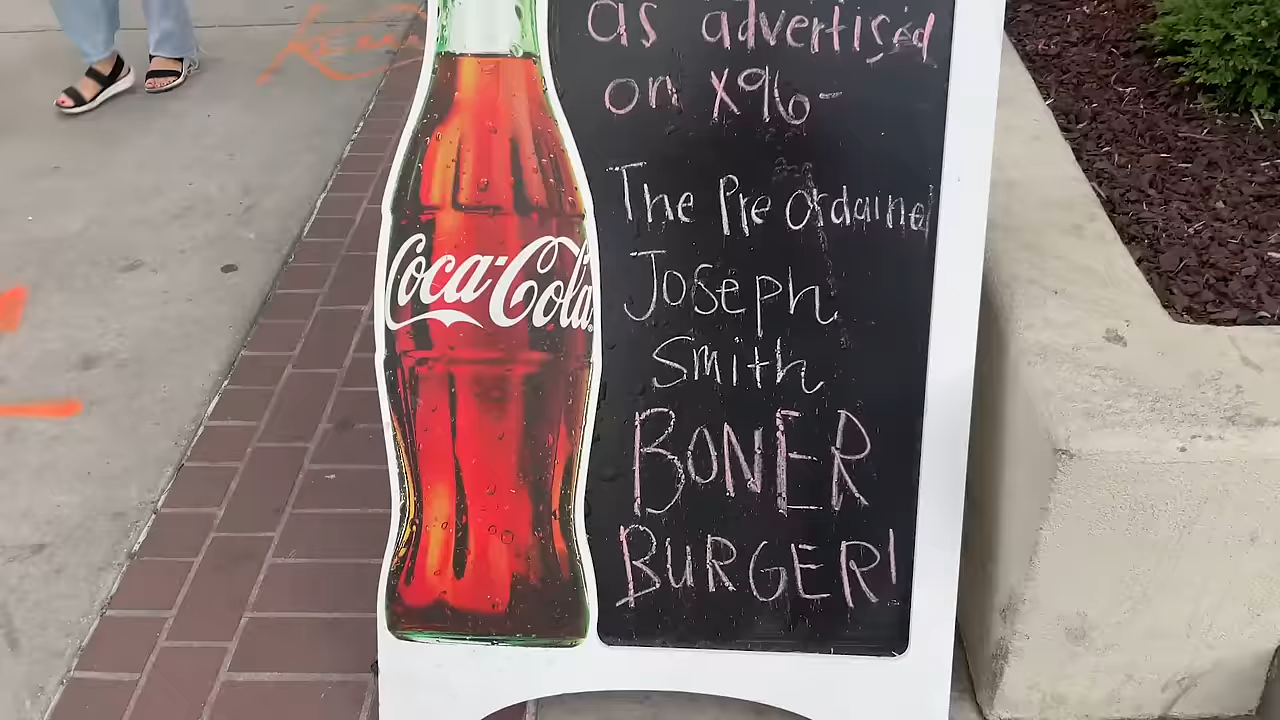 as advertised
on X96-
The Pre Ordained
Joseph
Smith
BONER
BURGER!
Coca-Cola